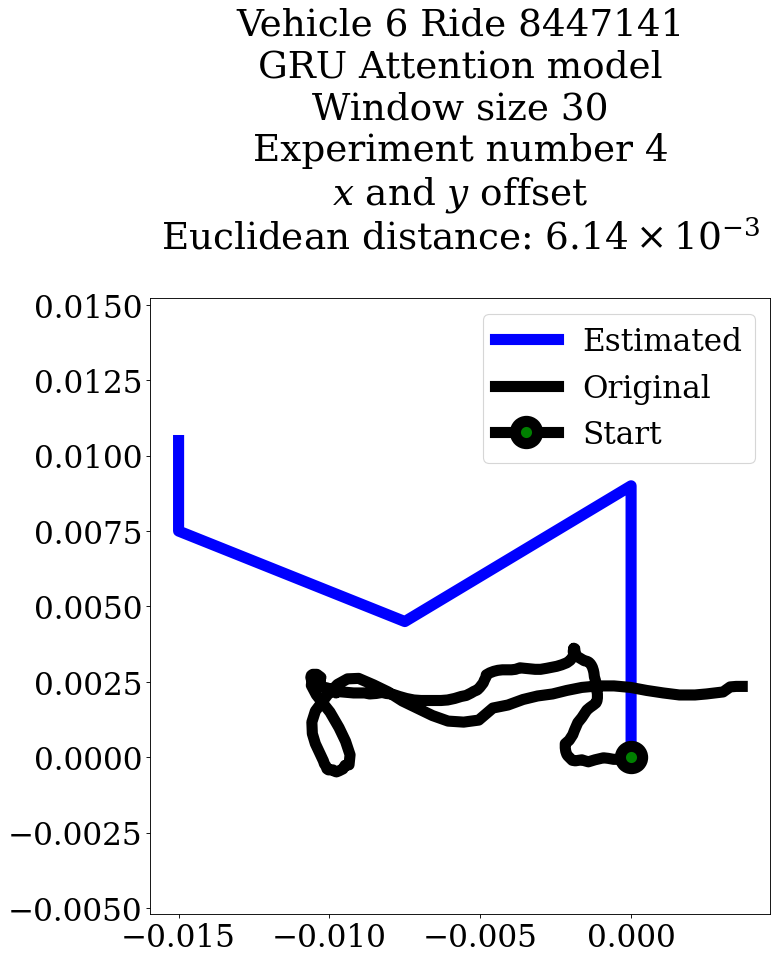 Vehicle 6 Ride 8447141
GRU Attention model
Window size 30
Experiment number 4
x and y offset
Euclidean distance: 6.14 × 10⁻³
Estimated
Original
Start
0.0150
0.0125
0.0100
0.0075
0.0050
0.0025
0.0000
−0.0025
−0.0050
−0.015 −0.010 −0.005 0.000